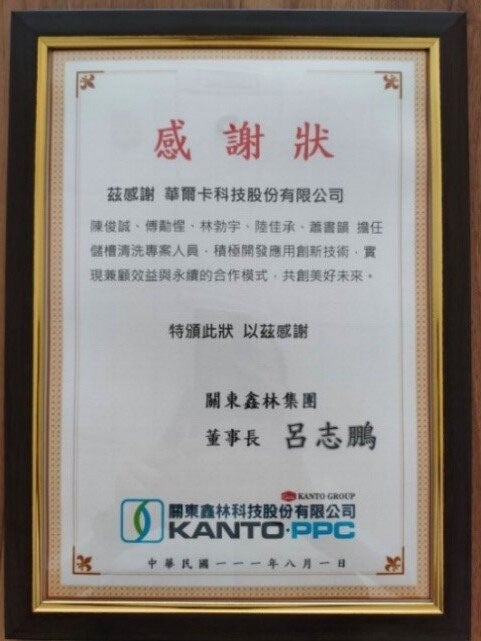 感謝狀
茲感謝 華爾卡科技股份有限公司
陳俊誠、傅勳惺、林勃宇、陸佳承、蕭書韻 擔任
儲槽清洗專案人員，積極開發應用創新技術，實
現兼顧效益與永續的合作模式，共創美好未來。
特頒此狀 以茲感謝
關東鑫林集團
董事長 呂志鵬
KANTO GROUP
關東鑫林科技股份有限公司
KANTO·PPC
中華民國一一一年八月一日